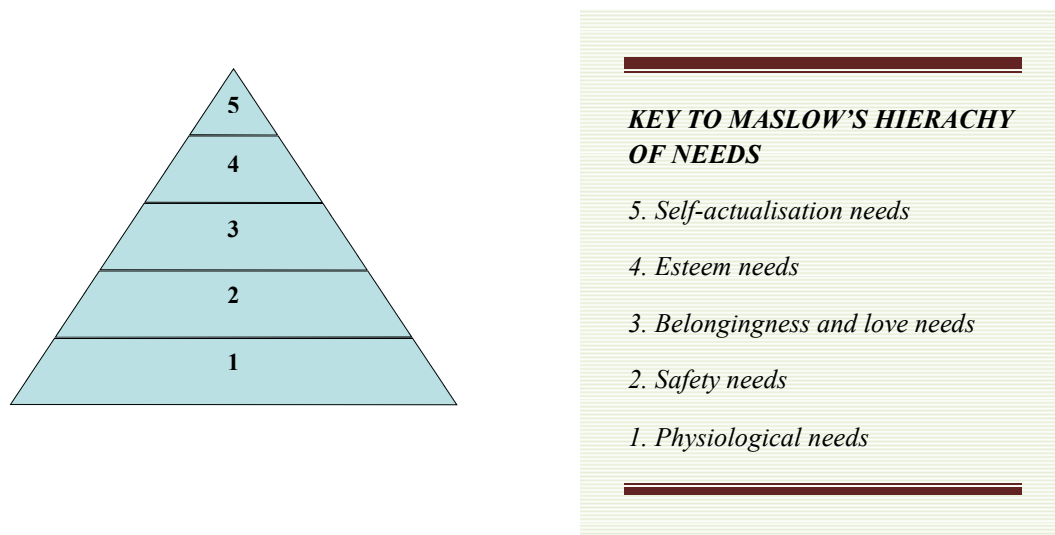 5
4
3
2
1
KEY TO MASLOW’S HIERACHY
OF NEEDS
5. Self-actualisation needs
4. Esteem needs
3. Belongingness and love needs
2. Safety needs
1. Physiological needs